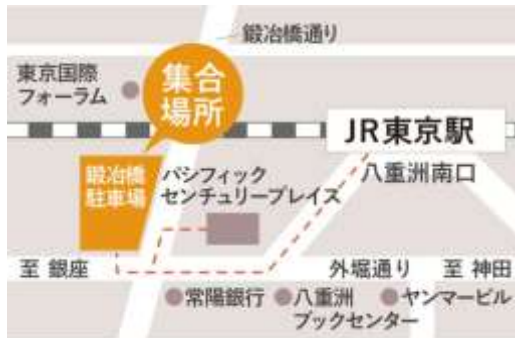 鍛冶橋通り
東京国際
フォーラム
集合
場所
JR東京駅
八重洲南口
鍛冶橋
駐車場
パシフィック
センチュリープレイス
至 銀座
外堀通り
至 神田
常陽銀行
八重洲
ブックセンター
ヤンマービル